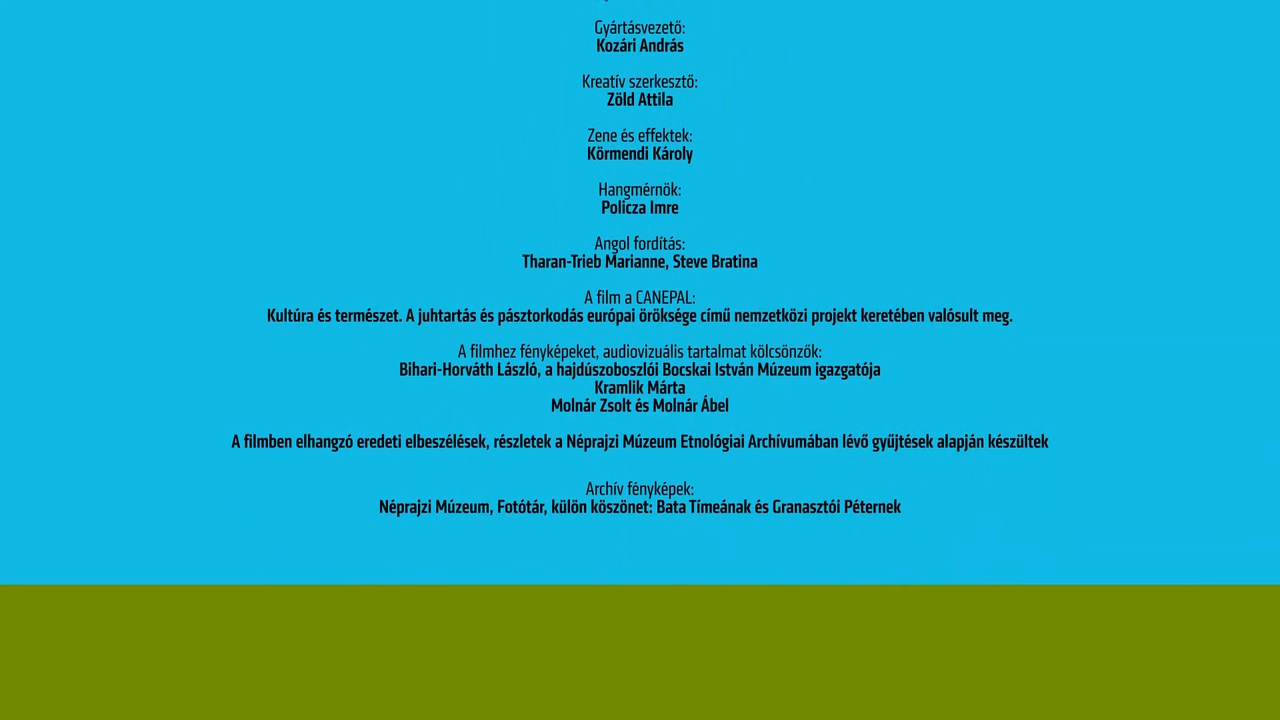 Gyártásvezető:
Kozári András
Kreatív szerkesztő:
Zöld Attila
Zene és effektek:
Körmendi Károly
Hangmérnök:
Policza Imre
Angol fordítás:
Tharan-Trieb Marianne, Steve Bratina
A film a CANEPAL:
Kultúra és természet. A juhtartás és pásztorkodás európai öröksége című nemzetközi projekt keretében valósult meg.
A filmhez fényképeket, audiovizuális tartalmat kölcsönzők:
Bihari-Horváth László, a hajdúszoboszlói Bocskai István Múzeum igazgatója
Kramlik Márta
Molnár Zsolt és Molnár Ábel
A filmben elhangzó eredeti elbeszélések, részletek a Néprajzi Múzeum Etnológiai Archívumában lévő gyűjtések alapján készültek
Archív fényképek:
Néprajzi Múzeum, Fotótár, külön köszönet: Bata Tímeának és Granasztói Péternek